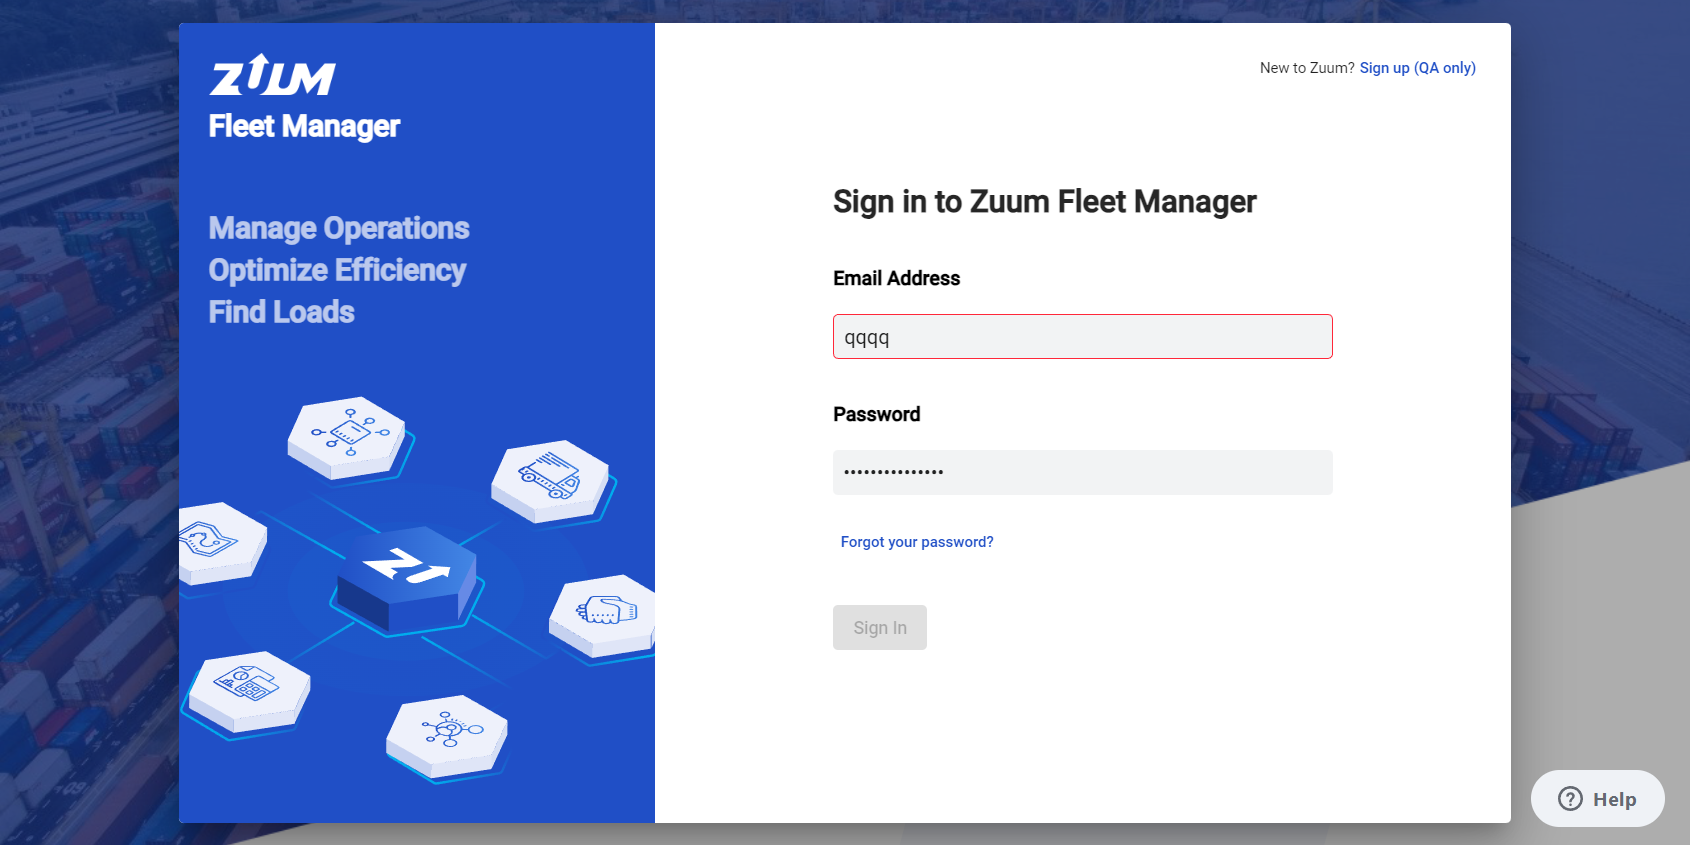 ZUUM
Fleet Manager
Manage Operations
Optimize Efficiency
Find Loads
New to Zuum? Sign up (QA only)
Sign in to Zuum Fleet Manager
Email Address
qqqq
Password
•••••••••••••••
Forgot your password?
Sign In
Help